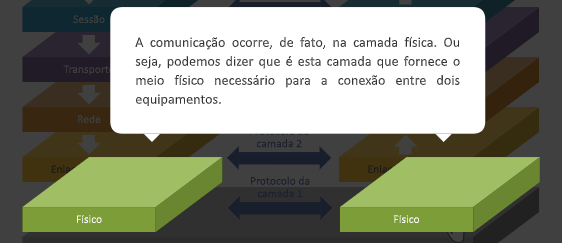 Sessão
A comunicação ocorre, de fato, na camada física. Ou
seja, podemos dizer que é esta camada que fornece o
meio físico necessário para a conexão entre dois
equipamentos.
Rede
camada 2
Protocolo da
camada 1
Físico
Físico